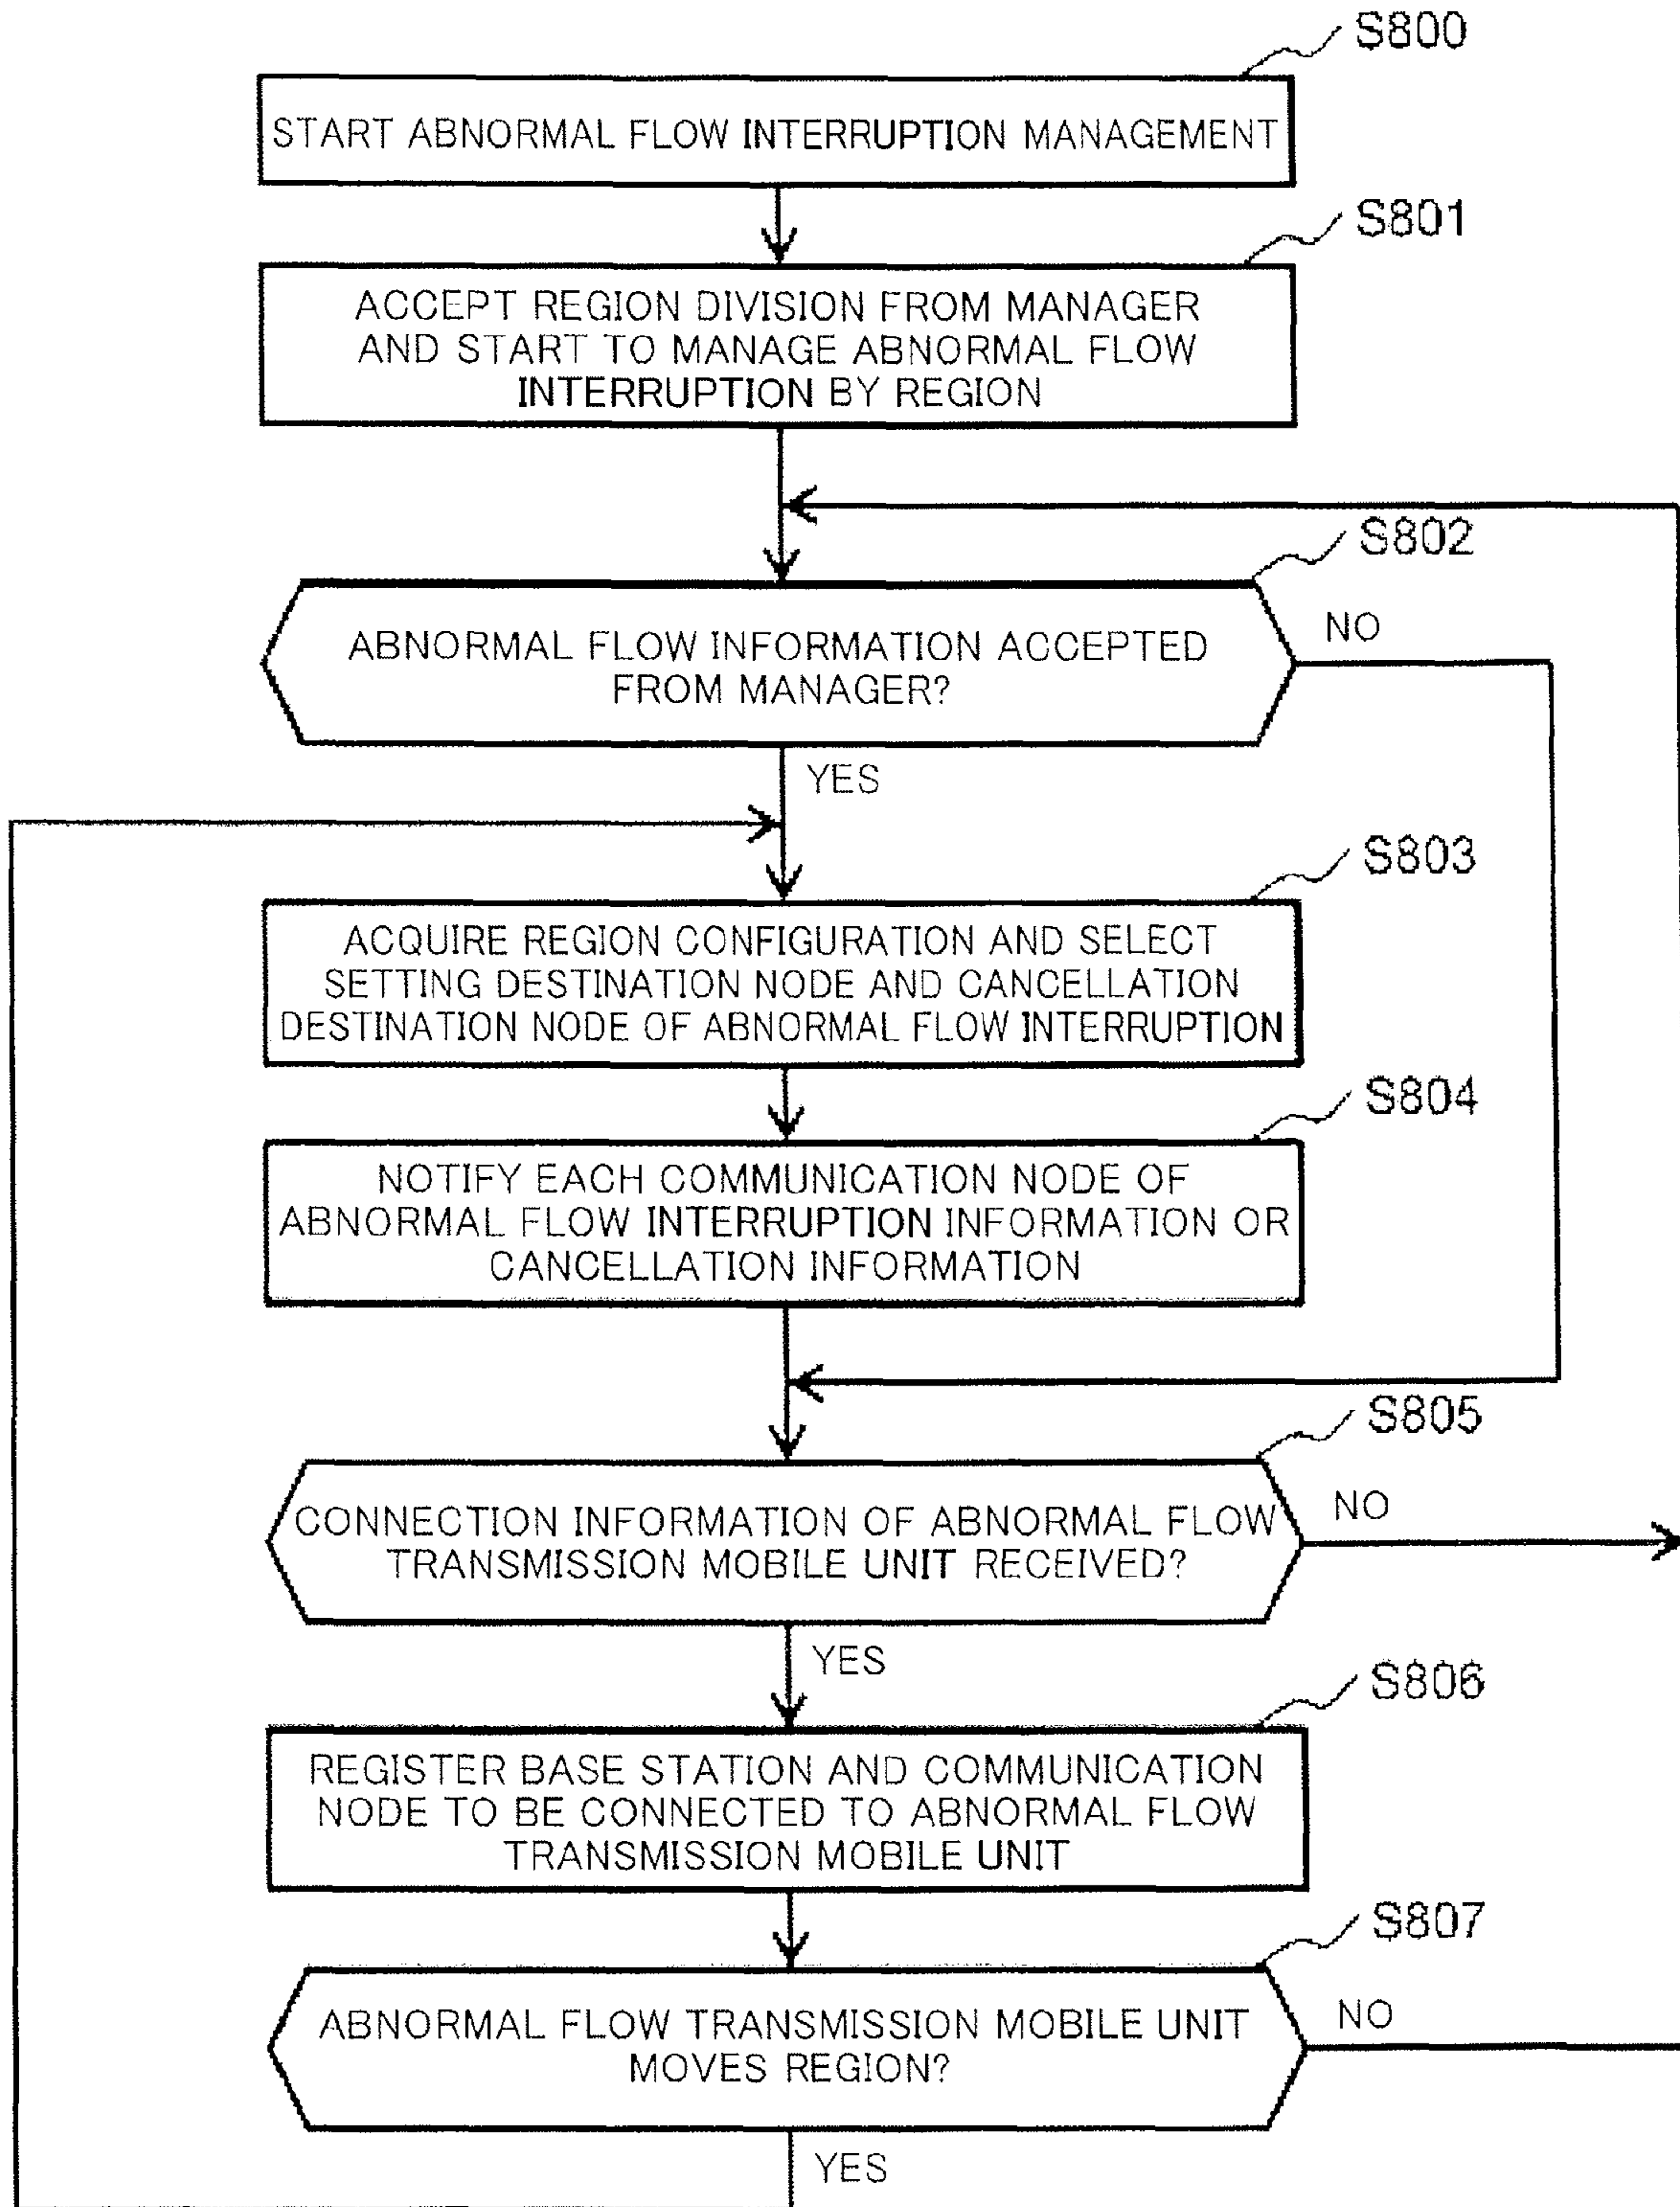 S800
START ABNORMAL FLOW INTERRUPTION MANAGEMENT
S801
ACCEPT REGION DIVISION FROM MANAGER
AND START TO MANAGE ABNORMAL FLOW
INTERRUPTION BY REGION
S802
ABNORMAL FLOW INFORMATION ACCEPTED
FROM MANAGER?
NO
YES
S803
ACQUIRE REGION CONFIGURATION AND SELECT
SETTING DESTINATION NODE AND CANCELLATION
DESTINATION NODE OF ABNORMAL FLOW INTERRUPTION
S804
NOTIFY EACH COMMUNICATION NODE OF
ABNORMAL FLOW INTERRUPTION INFORMATION OR
CANCELLATION INFORMATION
S805
CONNECTION INFORMATION OF ABNORMAL FLOW
TRANSMISSION MOBILE UNIT RECEIVED?
NO
YES
S806
REGISTER BASE STATION AND COMMUNICATION
NODE TO BE CONNECTED TO ABNORMAL FLOW
TRANSMISSION MOBILE UNIT
S807
ABNORMAL FLOW TRANSMISSION MOBILE UNIT
MOVES REGION?
NO
YES